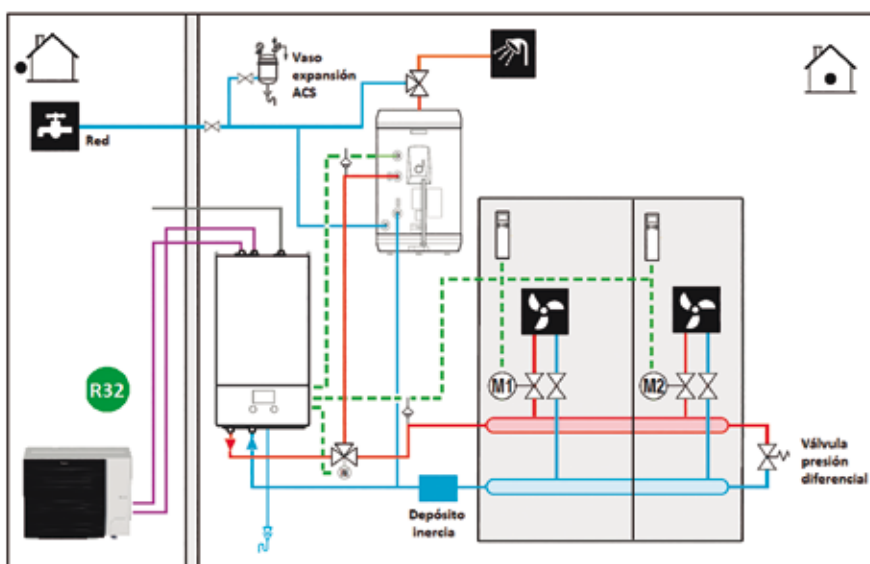 Vaso
expansión
ACS
Red
R32
M1
M2
Válvula
presión
diferencial
Depósito
inercia